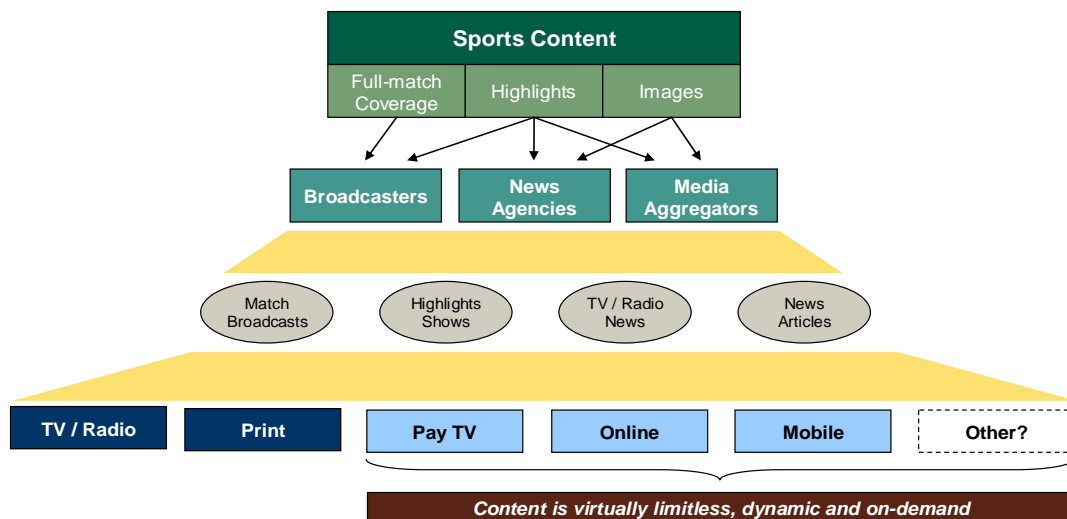 Sports Content
Full-match
Coverage
Highlights
Images
Broadcasters
News
Agencies
Media
Aggregators
Match
Broadcasts
Highlights
Shows
TV / Radio
News
News
Articles
TV / Radio
Print
Pay TV
Online
Mobile
Other?
Content is virtually limitless, dynamic and on-demand